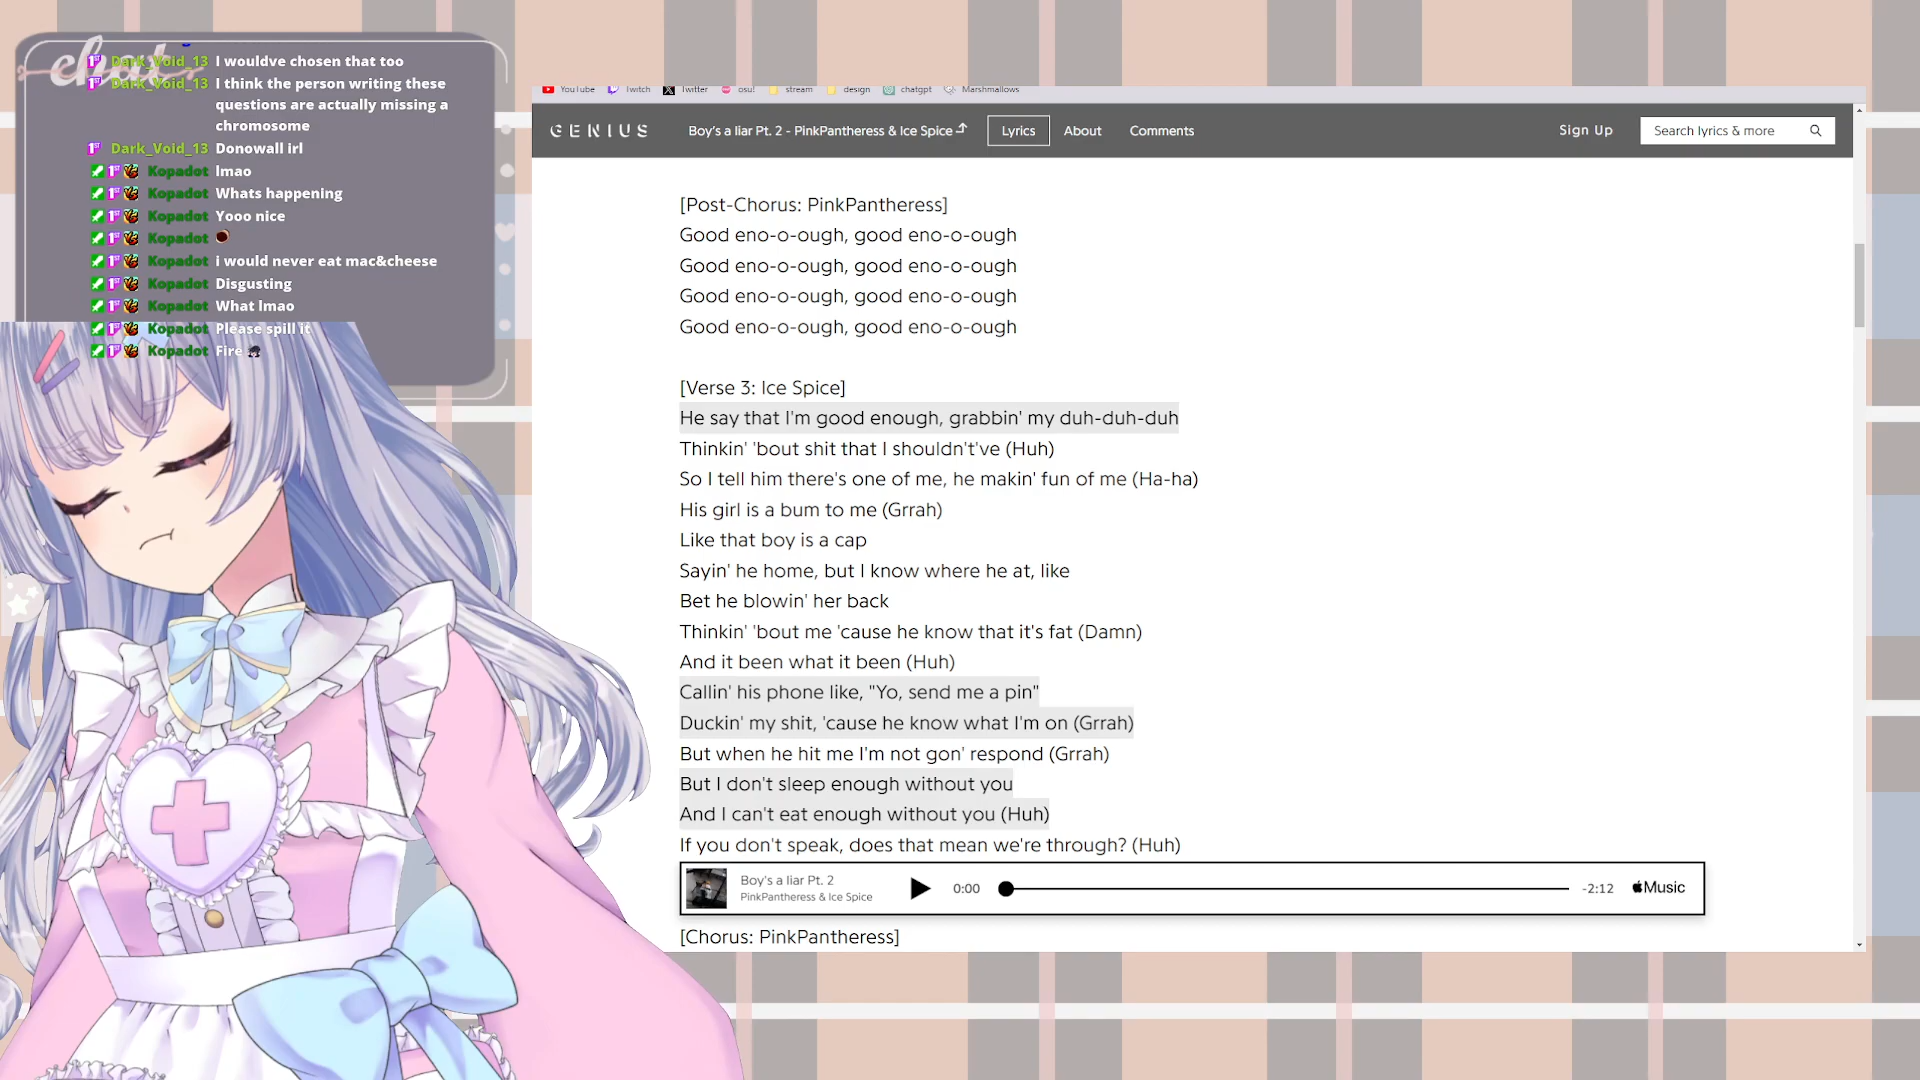 chat
Dark_Void_13 I wouldve chosen that too
Dark_Void_13 I think the person writing these
questions are actually missing a
chromosome
Dark_Void_13 Donowall irl
Kopadot lmao
Kopadot Whats happening
Kopadot Yooo nice
Kopadot
Kopadot i would never eat mac&cheese
Kopadot Disgusting
Kopadot What lmao
Kopadot Please spill it
Kopadot Fire
YouTube Twitch Twitter osu! stream design chatgpt Marshmallows
GENIUS Boy's a liar Pt. 2 - PinkPantheress & Ice Spice Lyrics About Comments Sign Up Search lyrics & more
[Post-Chorus: PinkPantheress]
Good eno-o-ough, good eno-o-ough
Good eno-o-ough, good eno-o-ough
Good eno-o-ough, good eno-o-ough
Good eno-o-ough, good eno-o-ough
[Verse 3: Ice Spice]
He say that I'm good enough, grabbin' my duh-duh-duh
Thinkin' 'bout shit that I shouldn't've (Huh)
So I tell him there's one of me, he makin' fun of me (Ha-ha)
His girl is a bum to me (Grrah)
Like that boy is a cap
Sayin' he home, but I know where he at, like
Bet he blowin' her back
Thinkin' 'bout me 'cause he know that it's fat (Damn)
And it been what it been (Huh)
Callin' his phone like, "Yo, send me a pin"
Duckin' my shit, 'cause he know what I'm on (Grrah)
But when he hit me I'm not gon' respond (Grrah)
But I don't sleep enough without you
And I can't eat enough without you (Huh)
If you don't speak, does that mean we're through? (Huh)
Boy's a liar Pt. 2
PinkPantheress & Ice Spice
0:00 -2:12 Music
[Chorus: PinkPantheress]